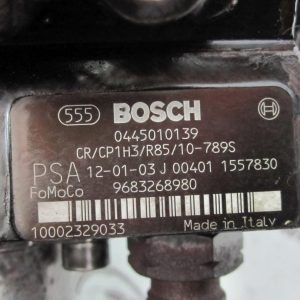 555 BOSCH
0445010139
CR/CP1H3/R85/10-789S
PSA 12-01-03 J 00401 1557830
FoMoCo 9683268980
10002329033 Made in Italy